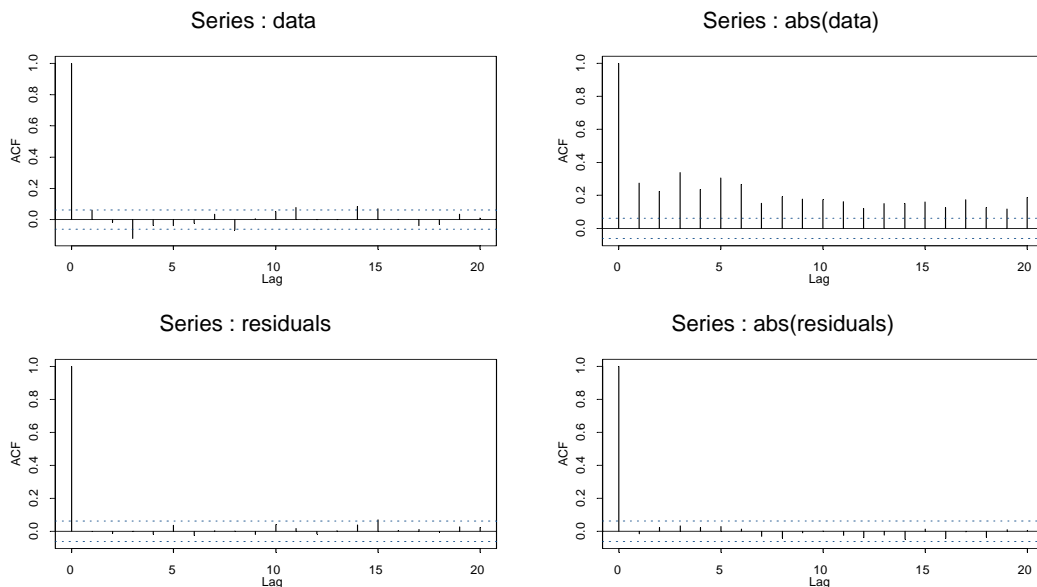 Series : data
ACF
0.0 0.2 0.4 0.6 0.8 1.0
0 5 10 15 20
Lag
Series : abs(data)
ACF
0.0 0.2 0.4 0.6 0.8 1.0
0 5 10 15 20
Lag
Series : residuals
ACF
0.0 0.2 0.4 0.6 0.8 1.0
0 5 10 15 20
Lag
Series : abs(residuals)
ACF
0.0 0.2 0.4 0.6 0.8 1.0
0 5 10 15 20
Lag